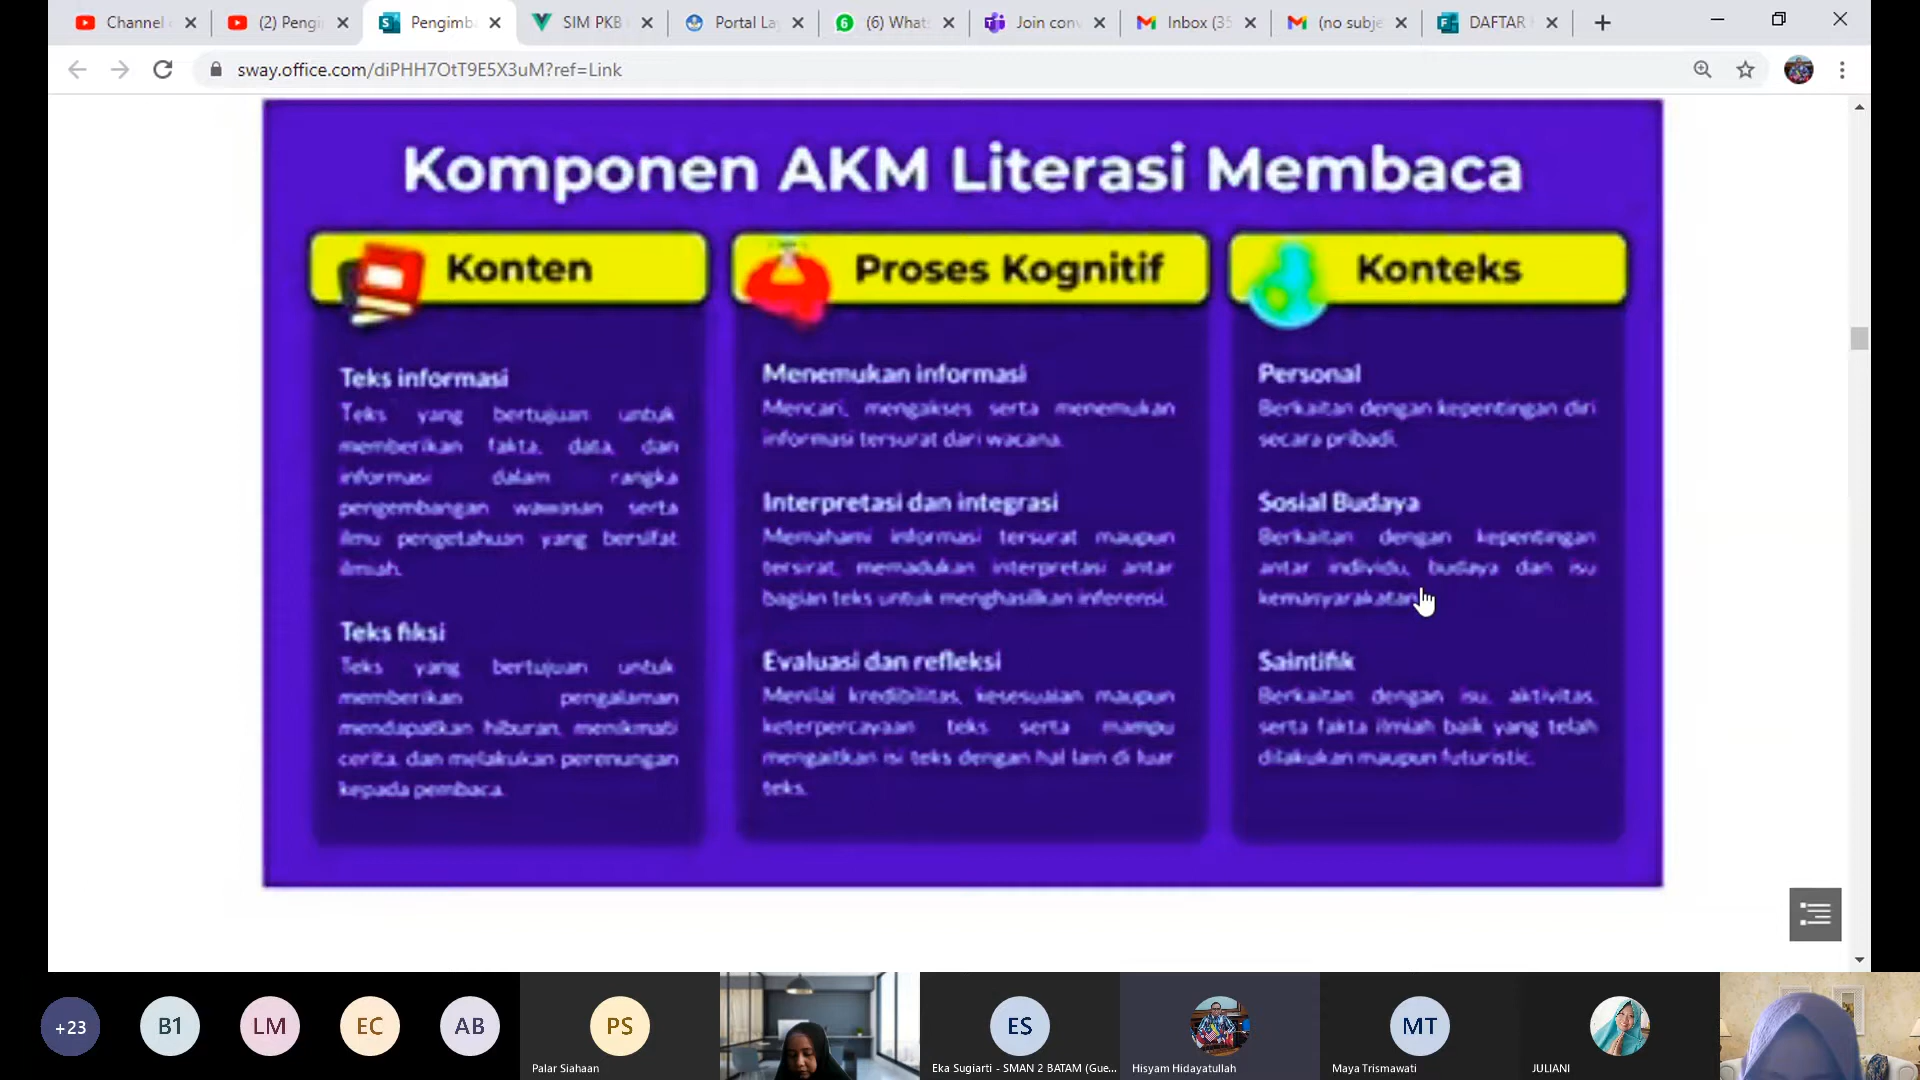 Channel
(2) Pengi
Pengimb
SIM PKB
Portal La
6
(6) What
Join con
Inbox (35
(no subje
DAFTAR
sway.office.com/diPHH7OtT9E5X3uM?ref=Link
Komponen AKM Literasi Membaca
Konten
Teks informasi
Teks yang bertujuan untuk
memberikan fakta, data, dan
informasi dalam rangka
pengembangan wawasan serta
ilmu pengetahuan yang bersifat
ilmiah.
Teks fiksi
Teks yang bertujuan untuk
memberikan pengalaman
mendapatkan hiburan, menikmati
cerita, dan melakukan perenungan
kepada pembaca.
Proses Kognitif
Menemukan informasi
Mencari, mengakses serta menemukan
informasi tersurat dari wacana.
Interpretasi dan integrasi
Memahami informasi tersurat maupun
tersirat, memadukan interpretasi antar
bagian teks untuk menghasilkan inferensi.
Evaluasi dan refleksi
Menilai kredibilitas, kesesuaian maupun
keterpercayaan teks serta mampu
mengaitkan isi teks dengan hal lain di luar
teks.
Konteks
Personal
Berkaitan dengan kepentingan diri
secara pribadi.
Sosial Budaya
Berkaitan dengan kepentingan
antar individu, budaya dan isu
kemanyarakatan
Saintifik
Berkaitan dengan isu, aktivitas,
serta fakta ilmiah baik yang telah
dilakukan maupun futuristic.
+23
B1
LM
EC
AB
PS
Palar Siahaan
ES
Eka Sugiarti - SMAN 2 BATAM (Gue...
Hisyam Hidayatullah
MT
Maya Trismawati
JULIANI